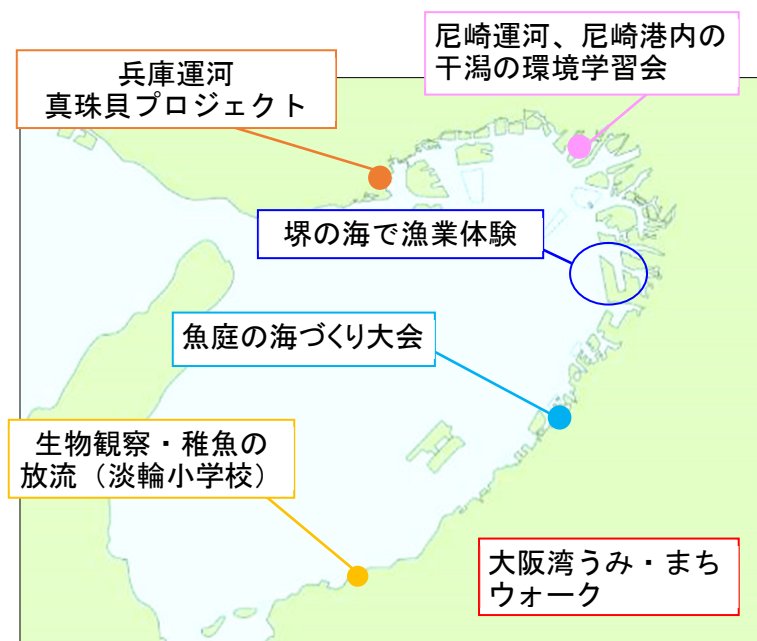 兵庫運河
真珠貝プロジェクト
尼崎運河、尼崎港内の
干潟の環境学習会
堺の海で漁業体験
魚庭の海づくり大会
生物観察・稚魚の
放流（淡輪小学校）
大阪湾うみ・まち
ウォーク